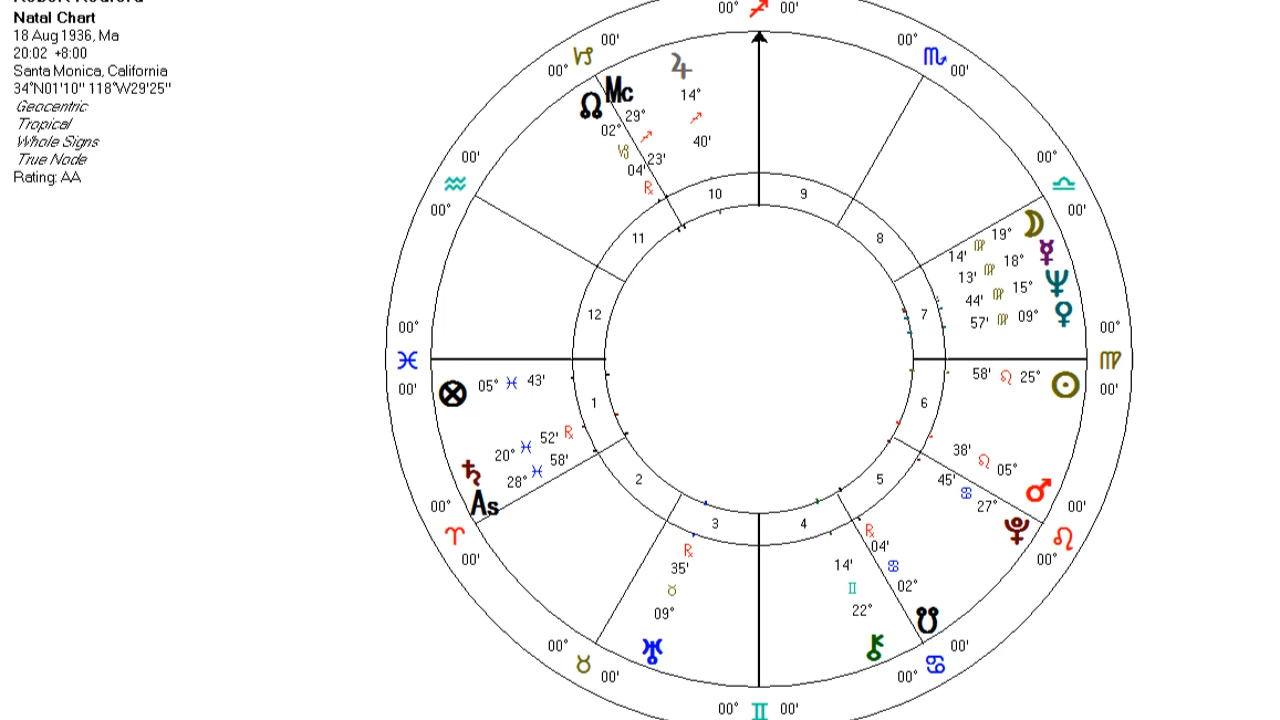 Robert Redford
Natal Chart
18 Aug 1936, Ma
20:02 +8:00
Santa Monica, California
34°N01'10" 118°W29'25"
Geocentric
Tropical
Whole Signs
True Node
Rating: AA
00° ♐ 00'
00° ♑ 00'
00° ♏ 00'
00' ♒ 00°
00° ♎ 00'
00° ♓ 00'
00° ♍ 00'
00° ♈ 00'
00' ♌ 00°
00° ♉ 00'
00° ♋ 00'
00° ♊ 00'
☊ 02° ♑ 04' ℞
Mc 29° ♐ 23'
♃ 14° ♐ 40'
☽ 19° ♍ 14'
☿ 18° ♍ 13'
♆ 15° ♍ 44'
♀ 09° ♍ 57'
☉ 25° ♌ 58'
♂ 05° ♌ 38'
♇ 27° ♋ 45'
☋ 02° ♋ 04' ℞
⚷ 22° ♊ 14'
♅ 09° ♉ 35' ℞
As 28° ♓ 58'
♄ 20° ♓ 52' ℞
⊗ 05° ♓ 43'
10
9
11
8
12
7
1
6
2
5
3
4